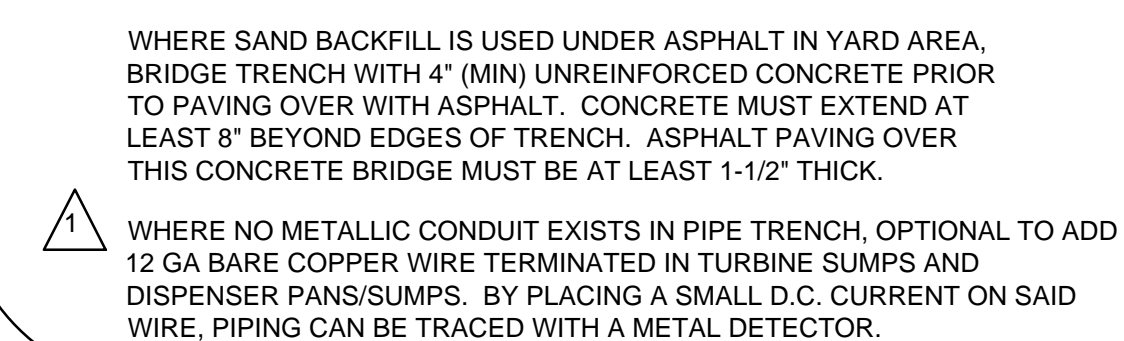 WHERE SAND BACKFILL IS USED UNDER ASPHALT IN YARD AREA,
BRIDGE TRENCH WITH 4" (MIN) UNREINFORCED CONCRETE PRIOR
TO PAVING OVER WITH ASPHALT.  CONCRETE MUST EXTEND AT
LEAST 8" BEYOND EDGES OF TRENCH.  ASPHALT PAVING OVER
THIS CONCRETE BRIDGE MUST BE AT LEAST 1-1/2" THICK.
1 WHERE NO METALLIC CONDUIT EXISTS IN PIPE TRENCH, OPTIONAL TO ADD
12 GA BARE COPPER WIRE TERMINATED IN TURBINE SUMPS AND
DISPENSER PANS/SUMPS.  BY PLACING A SMALL D.C. CURRENT ON SAID
WIRE, PIPING CAN BE TRACED WITH A METAL DETECTOR.